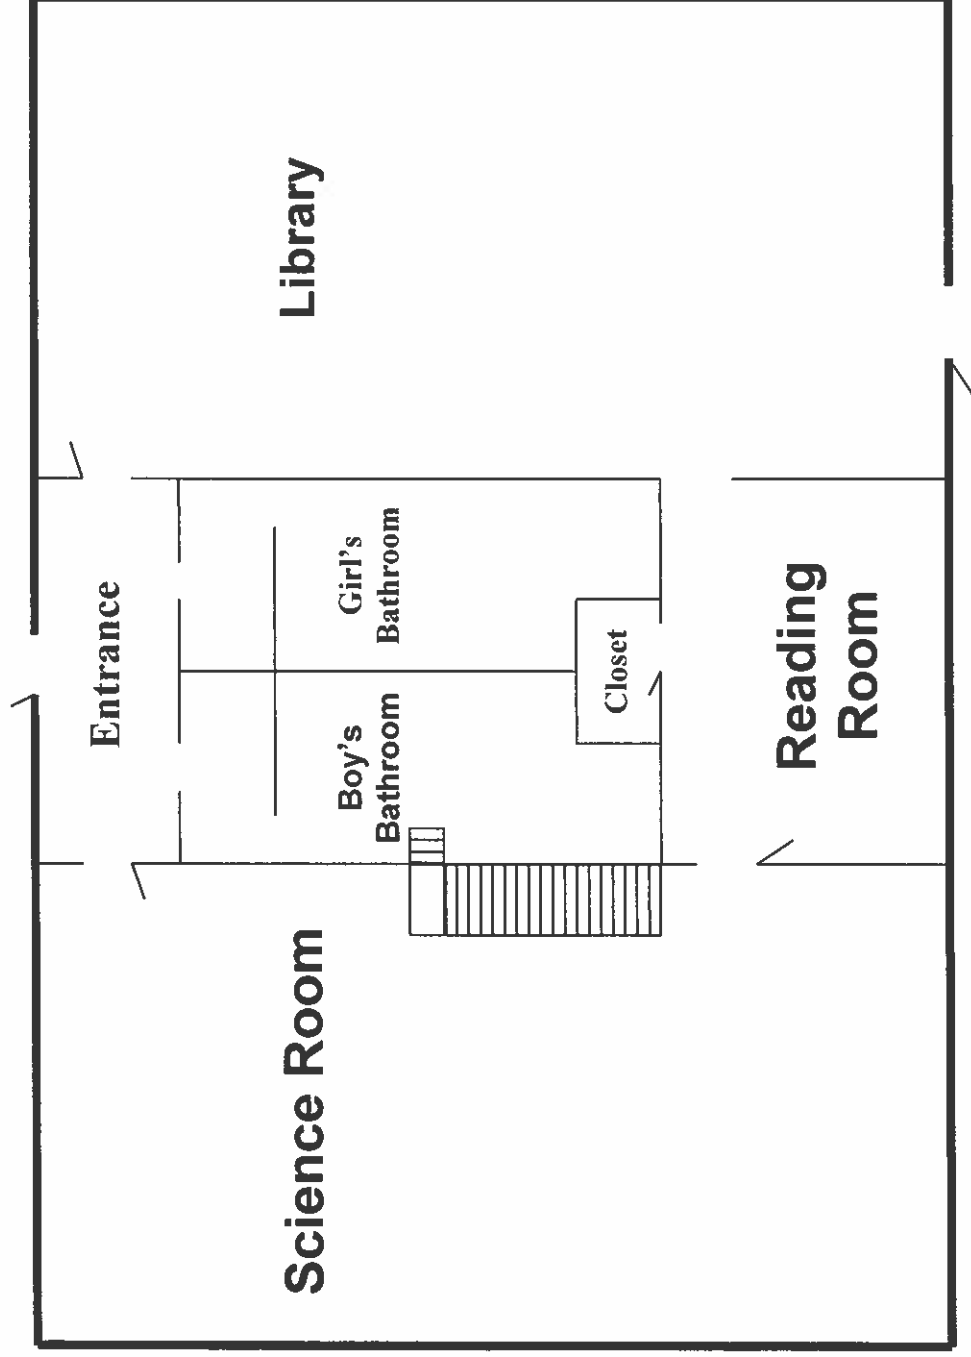 Entrance
Library
Science Room
Boy's
Bathroom
Girl's
Bathroom
Closet
Reading
Room